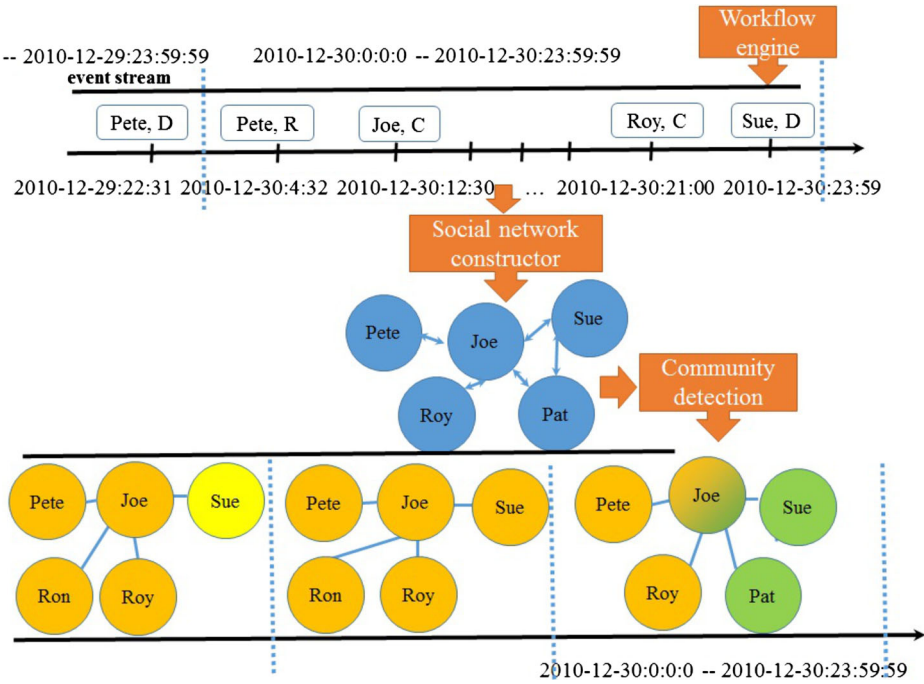 Workflow
engine
-- 2010-12-29:23:59:59
2010-12-30:0:0:0 -- 2010-12-30:23:59:59
event stream
Pete, D
Pete, R
Joe, C
Roy, C
Sue, D
2010-12-29:22:31
2010-12-30:4:32
2010-12-30:12:30
...
2010-12-30:21:00
2010-12-30:23:59
Social network
constructor
Pete
Joe
Sue
Roy
Pat
Community
detection
Pete
Joe
Sue
Ron
Roy
Pete
Joe
Sue
Ron
Roy
Pete
Joe
Sue
Roy
Pat
2010-12-30:0:0:0 -- 2010-12-30:23:59:59